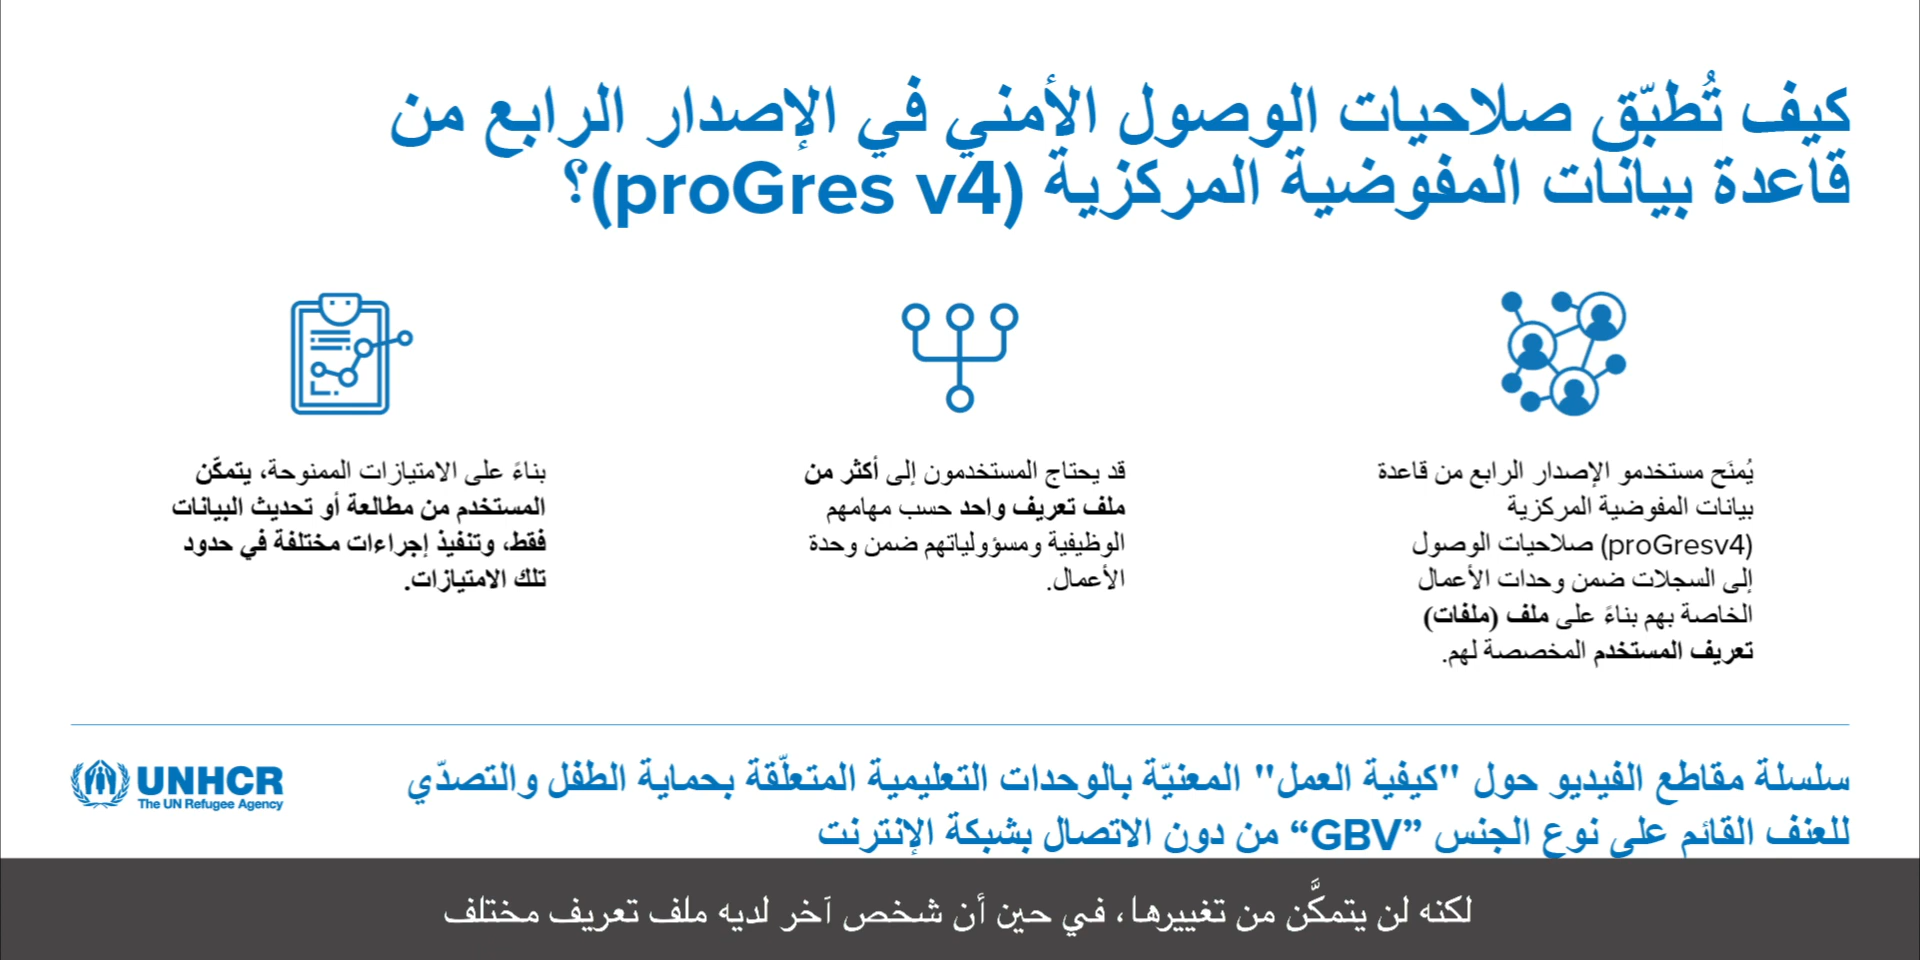 كيف تُطبّق صلاحيات الوصول الأمني في الإصدار الرابع من
قاعدة بيانات المفوضية المركزية (proGres v4)؟
يُمنَح مستخدمو الإصدار الرابع من قاعدة
بيانات المفوضية المركزية
(proGresv4) صلاحيات الوصول
إلى السجلات ضمن وحدات الأعمال
الخاصة بهم بناءً على ملف (ملفات)
تعريف المستخدم المخصصة لهم.
قد يحتاج المستخدمون إلى أكثر من
ملف تعريف واحد حسب مهامهم
الوظيفية ومسؤولياتهم ضمن وحدة
الأعمال.
بناءً على الامتيازات الممنوحة، يتمكّن
المستخدم من مطالعة أو تحديث البيانات
فقط، وتنفيذ إجراءات مختلفة في حدود
تلك الامتيازات.
سلسلة مقاطع الفيديو حول "كيفية العمل" المعنيّة بالوحدات التعليمية المتعلّقة بحماية الطفل والتصدّي
للعنف القائم على نوع الجنس “GBV” من دون الاتصال بشبكة الإنترنت
UNHCR
The UN Refugee Agency
لكنه لن يتمكَّن من تغييرها، في حين أن شخص آخر لديه ملف تعريف مختلف